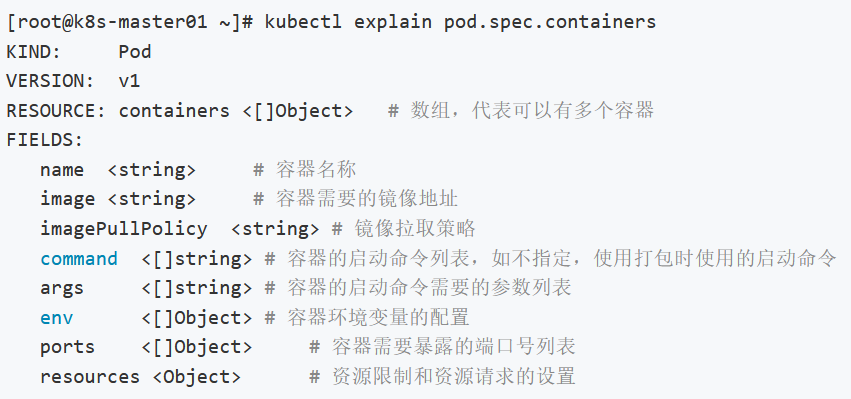 [root@k8s-master01 ~]# kubectl explain pod.spec.containers
KIND:     Pod
VERSION:  v1
RESOURCE: containers <[]Object>   # 数组，代表可以有多个容器
FIELDS:
   name  <string>     # 容器名称
   image <string>     # 容器需要的镜像地址
   imagePullPolicy  <string> # 镜像拉取策略
   command  <[]string> # 容器的启动命令列表，如不指定，使用打包时使用的启动命令
   args     <[]string> # 容器的启动命令需要的参数列表
   env      <[]Object> # 容器环境变量的配置
   ports    <[]Object>     # 容器需要暴露的端口号列表
   resources <Object>      # 资源限制和资源请求的设置